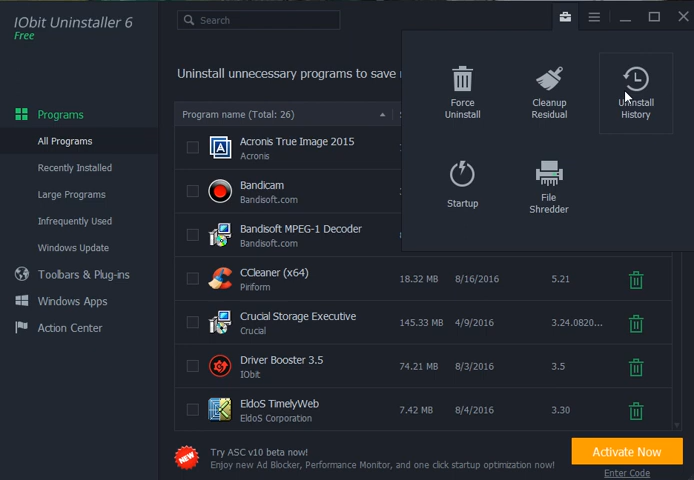 IObit Uninstaller 6
Free
Search
Uninstall unnecessary programs to save
Force
Uninstall
Cleanup
Residual
Uninstall
History
Startup
File
Shredder
Programs
All Programs
Recently Installed
Large Programs
Infrequently Used
Windows Update
Toolbars & Plug-ins
Windows Apps
Action Center
Program name (Total: 26)
Acronis True Image 2015
Acronis
Bandicam
Bandisoft.com
Bandisoft MPEG-1 Decoder
Bandisoft.com
CCleaner (x64)
Piriform
18.32 MB 8/16/2016 5.21
Crucial Storage Executive
Crucial
145.33 MB 4/9/2016 3.24.0820...
Driver Booster 3.5
IObit
74.21 MB 8/3/2016 3.5
EldoS TimelyWeb
EldoS Corporation
7.42 MB 8/4/2016 3.30
NEW
Try ASC v10 beta now!
Enjoy new Ad Blocker, Performance Monitor, and one click startup optimization now!
Activate Now
Enter Code